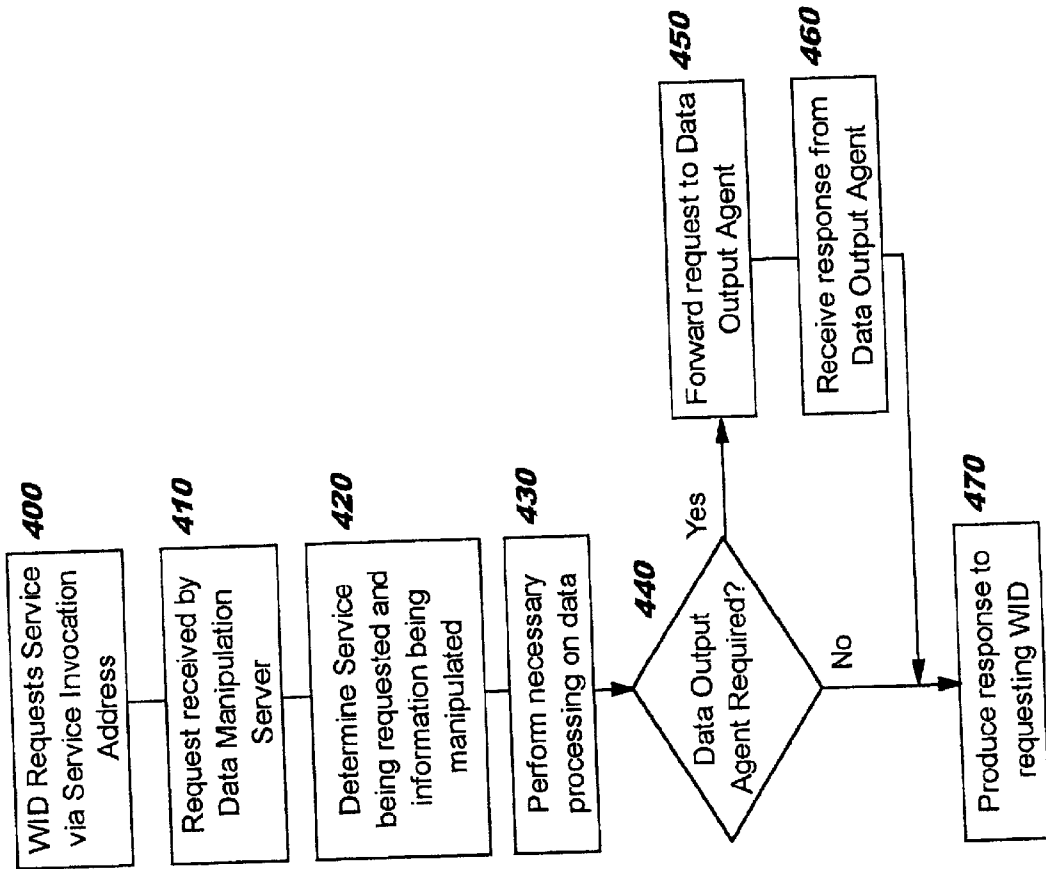 400
WID Requests Service
via Service Invocation
Address
410
Request received by
Data Manipulation
Server
420
Determine Service
being requested and
information being
manipulated
430
Perform necessary
processing on data
440
Data Output
Agent Required?
Yes
No
450
Forward request to Data
Output Agent
460
Receive response from
Data Output Agent
470
Produce response to
requesting WID